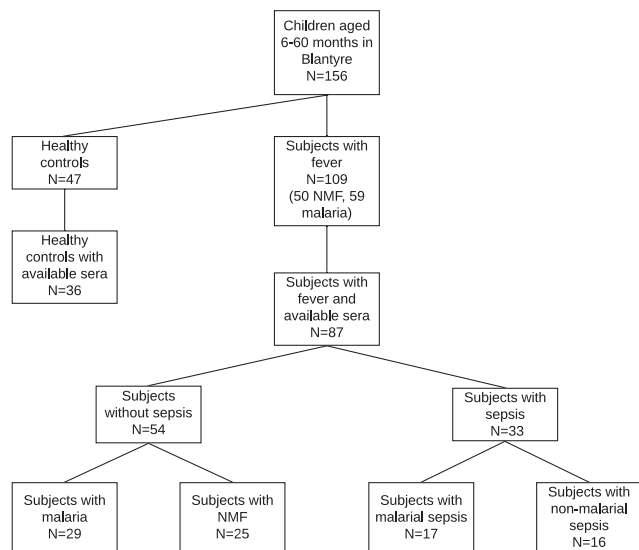 Children aged
6-60 months in
Blantyre
N=156
Healthy
controls
N=47
Subjects with
fever
N=109
(50 NMF, 59
malaria)
Healthy
controls with
available sera
N=36
Subjects with
fever and
available sera
N=87
Subjects
without sepsis
N=54
Subjects with
sepsis
N=33
Subjects with
malaria
N=29
Subjects with
NMF
N=25
Subjects with
malarial sepsis
N=17
Subjects with
non-malarial
sepsis
N=16